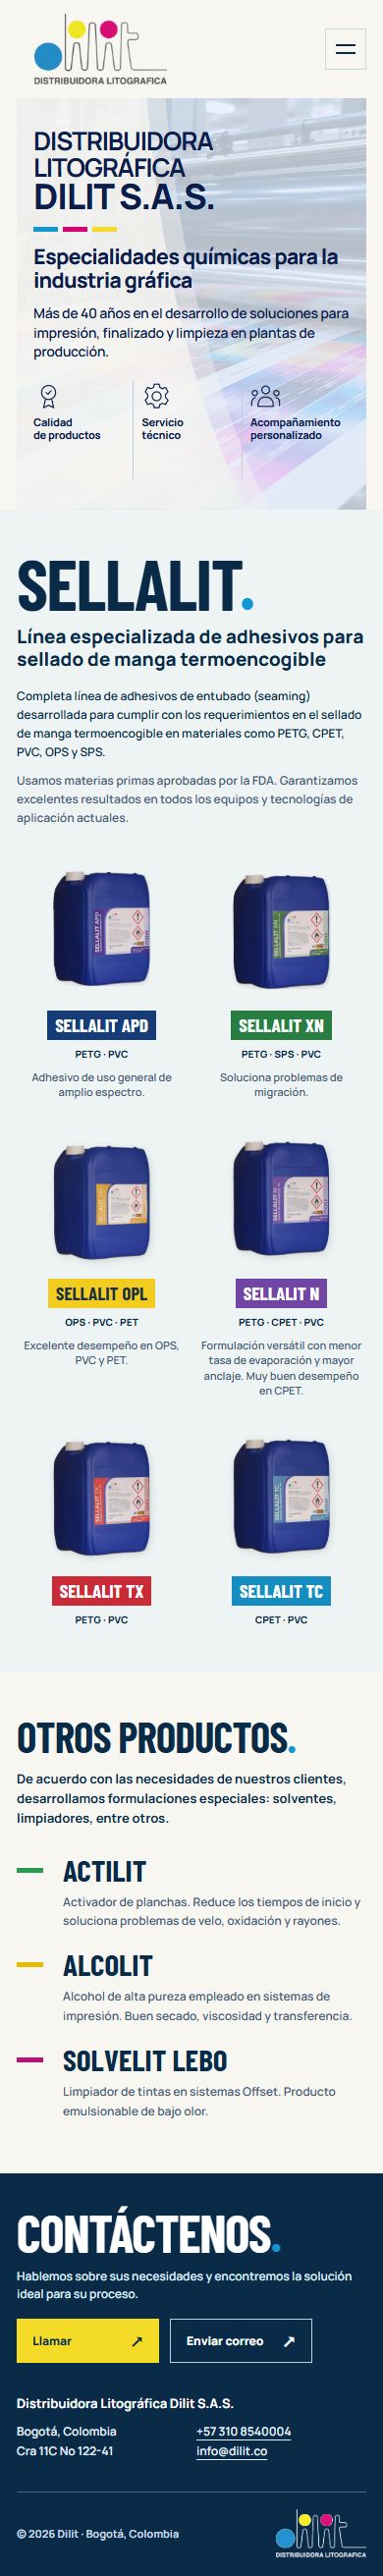 dilit
DISTRIBUIDORA LITOGRAFICA
DISTRIBUIDORA
LITOGRÁFICA
DILIT S.A.S.
Especialidades químicas para la
industria gráfica
Más de 40 años en el desarrollo de soluciones para
impresión, finalizado y limpieza en plantas de
producción.
Calidad
de productos
Servicio
técnico
Acompañamiento
personalizado
SELLALIT.
Línea especializada de adhesivos para
sellado de manga termoencogible
Completa línea de adhesivos de entubado (seaming)
desarrollada para cumplir con los requerimientos en el sellado
de manga termoencogible en materiales como PETG, CPET,
PVC, OPS y SPS.
Usamos materias primas aprobadas por la FDA. Garantizamos
excelentes resultados en todos los equipos y tecnologías de
aplicación actuales.
SELLALIT APD
SELLALIT XN
SELLALIT APD
PETG · PVC
Adhesivo de uso general de
amplio espectro.
SELLALIT XN
PETG · SPS · PVC
Soluciona problemas de
migración.
SELLALIT OPL
OPS · PVC · PET
Excelente desempeño en OPS,
PVC y PET.
SELLALIT N
PETG · CPET · PVC
Formulación versátil con menor
tasa de evaporación y mayor
anclaje. Muy buen desempeño
en CPET.
SELLALIT TX
PETG · PVC
SELLALIT TC
CPET · PVC
OTROS PRODUCTOS.
De acuerdo con las necesidades de nuestros clientes,
desarrollamos formulaciones especiales: solventes,
limpiadores, entre otros.
ACTILIT
Activador de planchas. Reduce los tiempos de inicio y
soluciona problemas de velo, oxidación y rayones.
ALCOLIT
Alcohol de alta pureza empleado en sistemas de
impresión. Buen secado, viscosidad y transferencia.
SOLVELIT LEBO
Limpiador de tintas en sistemas Offset. Producto
emulsionable de bajo olor.
CONTÁCTENOS.
Hablemos sobre sus necesidades y encontremos la solución
ideal para su proceso.
Llamar ↗
Enviar correo ↗
Distribuidora Litográfica Dilit S.A.S.
Bogotá, Colombia
Cra 11C No 122-41
+57 310 8540004
info@dilit.co
© 2026 Dilit · Bogotá, Colombia
dilit
DISTRIBUIDORA LITOGRAFICA